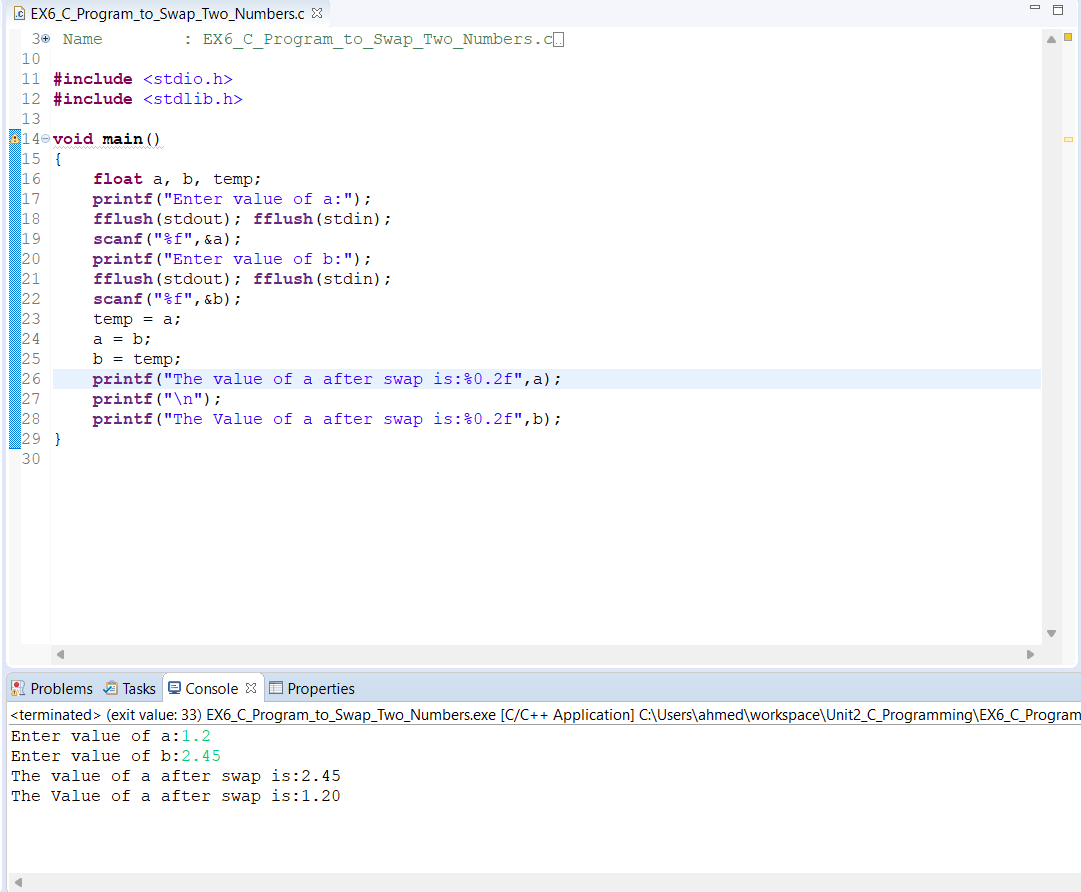 EX6_C_Program_to_Swap_Two_Numbers.c
3 Name        : EX6_C_Program_to_Swap_Two_Numbers.c
10
11 #include <stdio.h>
12 #include <stdlib.h>
13
14 void main()
15 {
16     float a, b, temp;
17     printf("Enter value of a:");
18     fflush(stdout); fflush(stdin);
19     scanf("%f",&a);
20     printf("Enter value of b:");
21     fflush(stdout); fflush(stdin);
22     scanf("%f",&b);
23     temp = a;
24     a = b;
25     b = temp;
26     printf("The value of a after swap is:%0.2f",a);
27     printf("\n");
28     printf("The Value of a after swap is:%0.2f",b);
29 }
30
Problems Tasks Console Properties
<terminated> (exit value: 33) EX6_C_Program_to_Swap_Two_Numbers.exe [C/C++ Application] C:\Users\ahmed\workspace\Unit2_C_Programming\EX6_C_Program
Enter value of a:1.2
Enter value of b:2.45
The value of a after swap is:2.45
The Value of a after swap is:1.20